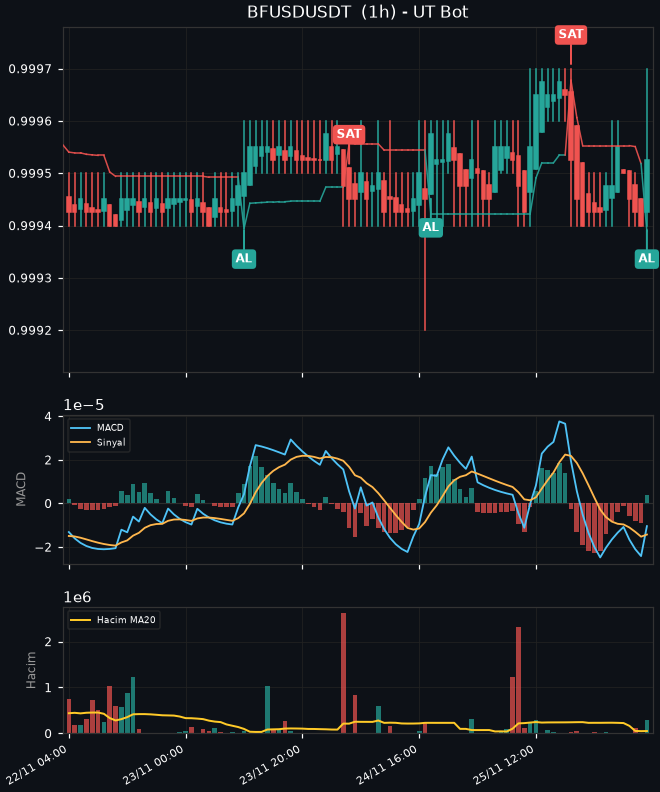 BFUSDUSDT (1h) - UT Bot
SAT
0.9997
0.9996
SAT
0.9995
0.9994
AL
AL
AL
0.9993
0.9992
1e−5
4
MACD
Sinyal
2
MACD
0
−2
1e6
Hacim MA20
2
Hacim
1
0
22/11 04:00
23/11 00:00
23/11 20:00
24/11 16:00
25/11 12:00